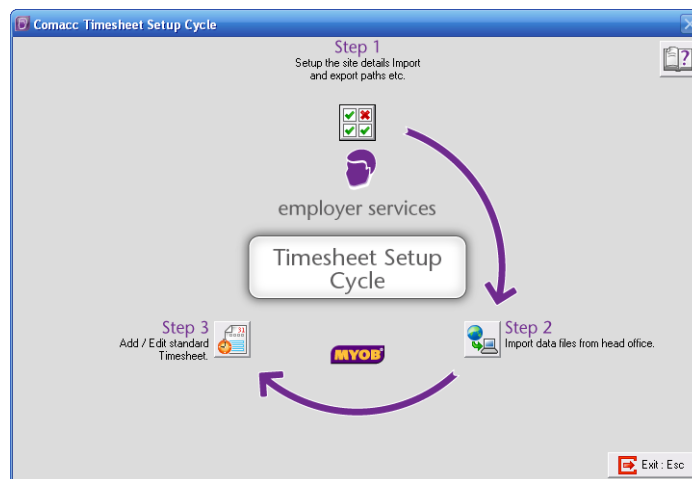 Comacc Timesheet Setup Cycle
Step 1
Setup the site details Import
and export paths etc.
employer services
Timesheet Setup
Cycle
Step 3
Add / Edit standard
Timesheet.
MYOB
Step 2
Import data files from head office.
Exit : Esc